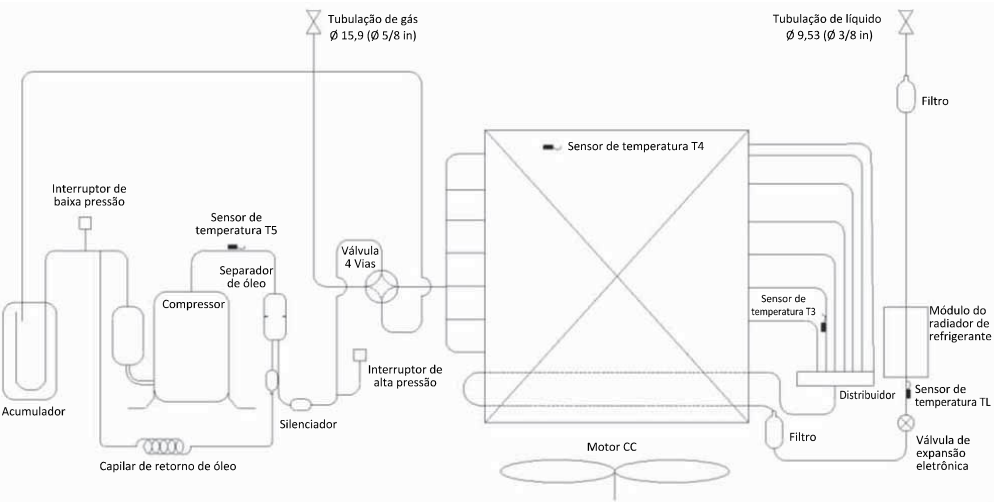 Tubulação de gás
Ø 15,9 (Ø 5/8 in)
Tubulação de líquido
Ø 9,53 (Ø 3/8 in)
Filtro
Sensor de temperatura T4
Interruptor de
baixa pressão
Sensor de
temperatura T5
Separador
de óleo
Válvula
4 Vias
Compressor
Sensor de
temperatura T3
Módulo do
radiador de
refrigerante
Interruptor de
alta pressão
Acumulador
Silenciador
Distribuidor
Sensor de
temperatura TL
Filtro
Válvula de
expansão
eletrônica
Motor CC
Capilar de retorno de óleo